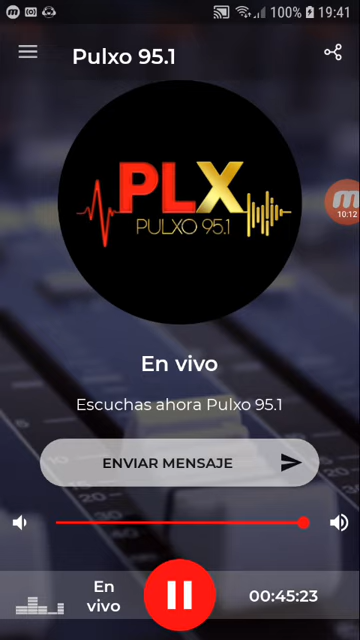 100% 19:41
Pulxo 95.1
PLX
PULXO 95.1
10:12
En vivo
Escuchas ahora Pulxo 95.1
ENVIAR MENSAJE
En
vivo
00:45:23